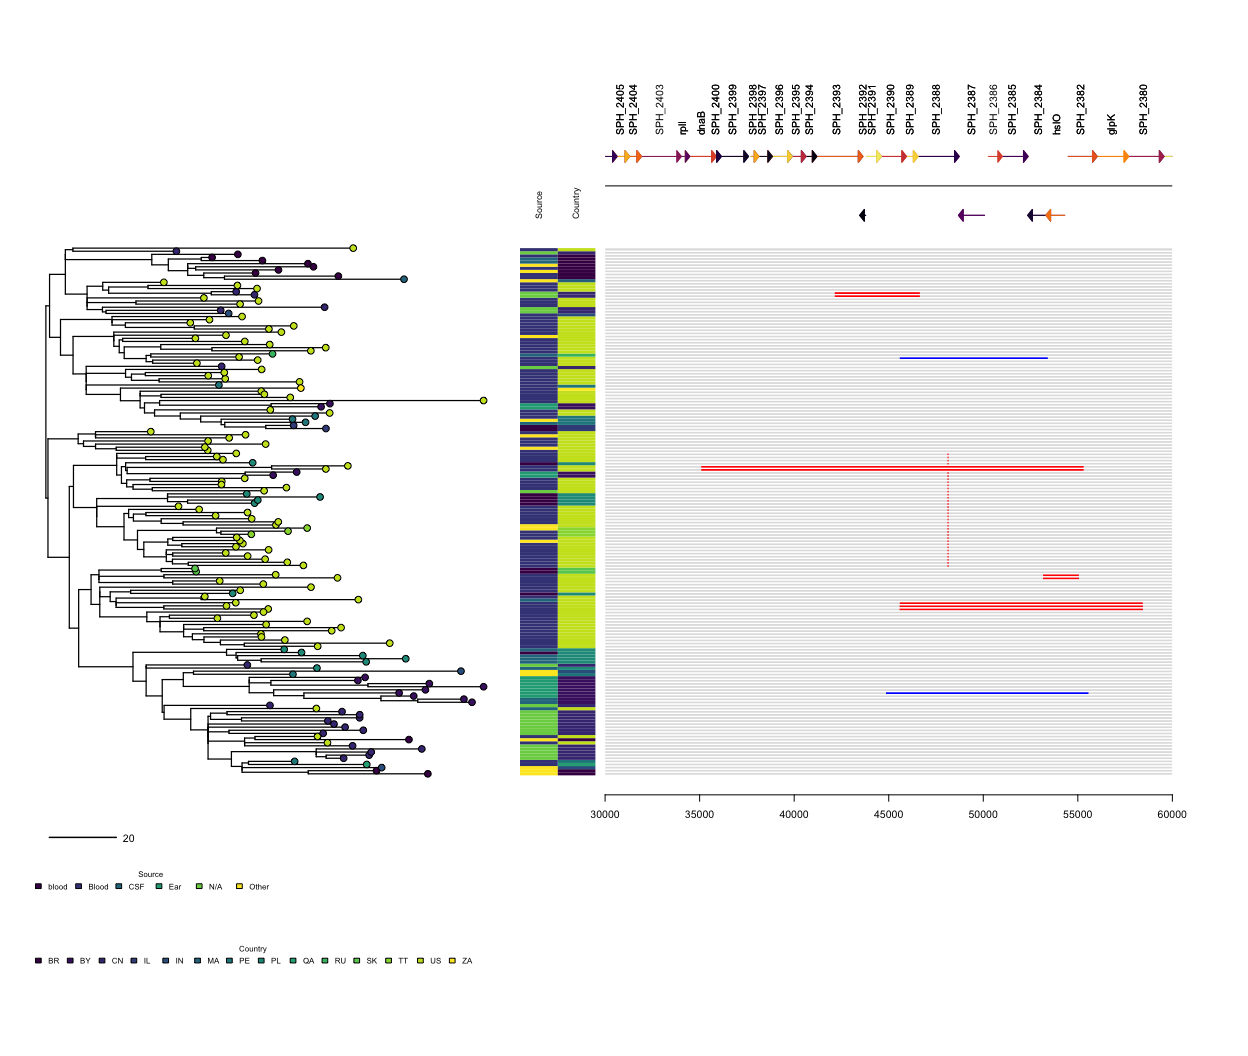 SPH_2405 SPH_2404 SPH_2403 rplI dnaB SPH_2400 SPH_2399 SPH_2398 SPH_2397 SPH_2396 SPH_2395 SPH_2394 SPH_2393 SPH_2392 SPH_2391 SPH_2390 SPH_2389 SPH_2388 SPH_2387 SPH_2386 SPH_2385 SPH_2384 hslO SPH_2382 glpK SPH_2380
Source Country
30000 35000 40000 45000 50000 55000 60000
20
Source
blood Blood CSF Ear N/A Other
Country
BR BY CN IL IN MA PE PL QA RU SK TT US ZA